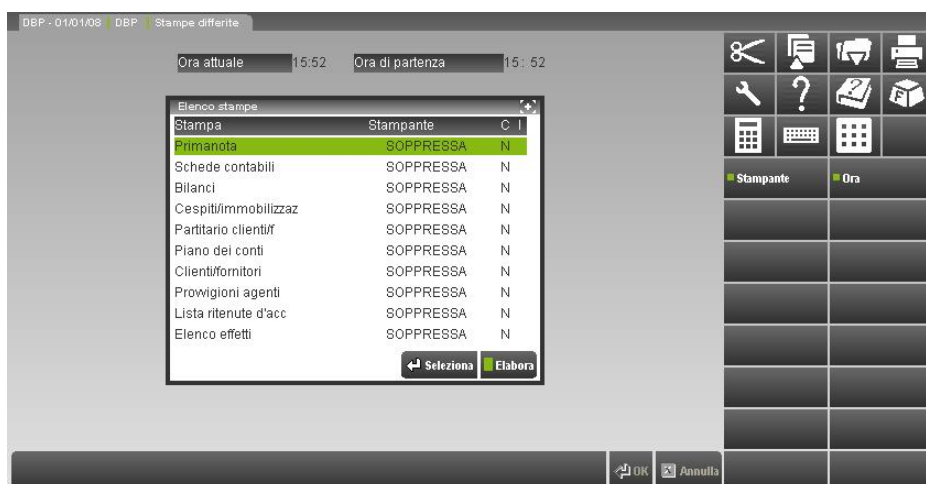 DBP - 01/01/08 DBP Stampe differite
Ora attuale 15:52 Ora di partenza 15: 52
Elenco stampe
Stampa Stampante C I
Primanota SOPPRESSA N
Schede contabili SOPPRESSA N
Bilanci SOPPRESSA N
Cespiti/immobilizzaz SOPPRESSA N
Partitario clienti/f SOPPRESSA N
Piano dei conti SOPPRESSA N
Clienti/fornitori SOPPRESSA N
Provvigioni agenti SOPPRESSA N
Lista ritenute d'acc SOPPRESSA N
Elenco effetti SOPPRESSA N
Seleziona Elabora
Stampante Ora
OK Annulla